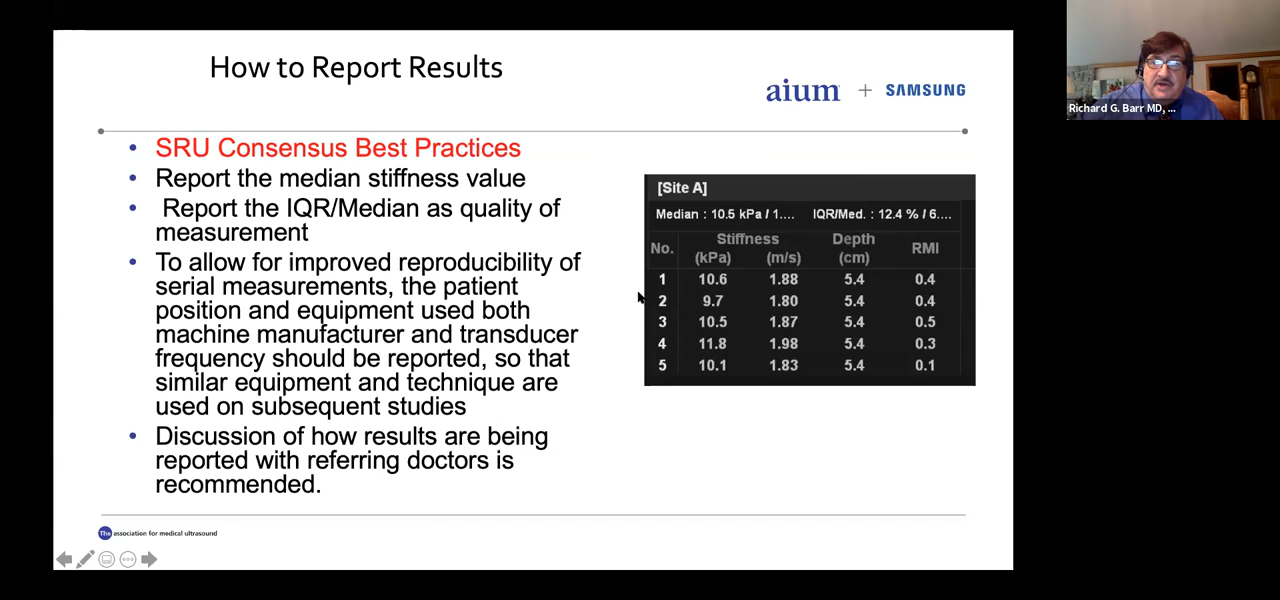 How to Report Results
aium + SAMSUNG
• SRU Consensus Best Practices
• Report the median stiffness value
• Report the IQR/Median as quality of
measurement
• To allow for improved reproducibility of
serial measurements, the patient
position and equipment used both
machine manufacturer and transducer
frequency should be reported, so that
similar equipment and technique are
used on subsequent studies
• Discussion of how results are being
reported with referring doctors is
recommended.
[Site A]
Median : 10.5 kPa / 1.... IQR/Med. : 12.4 % / 6....
No. Stiffness Depth RMI
(kPa) (m/s) (cm)
1 10.6 1.88 5.4 0.4
2 9.7 1.80 5.4 0.4
3 10.5 1.87 5.4 0.5
4 11.8 1.98 5.4 0.3
5 10.1 1.83 5.4 0.1
The association for medical ultrasound
Richard G. Barr MD, ...